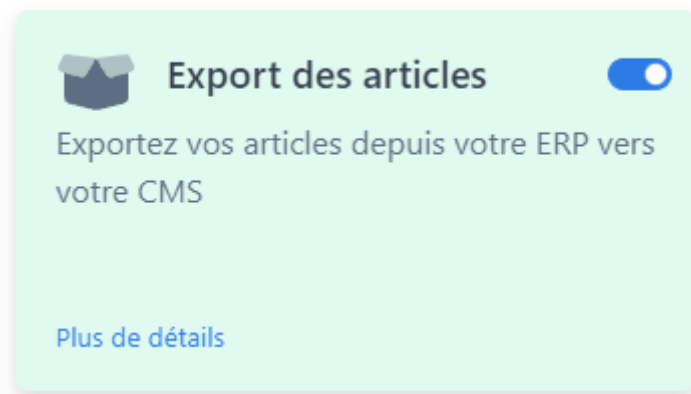 Export des articles
Exportez vos articles depuis votre ERP vers
votre CMS
Plus de détails